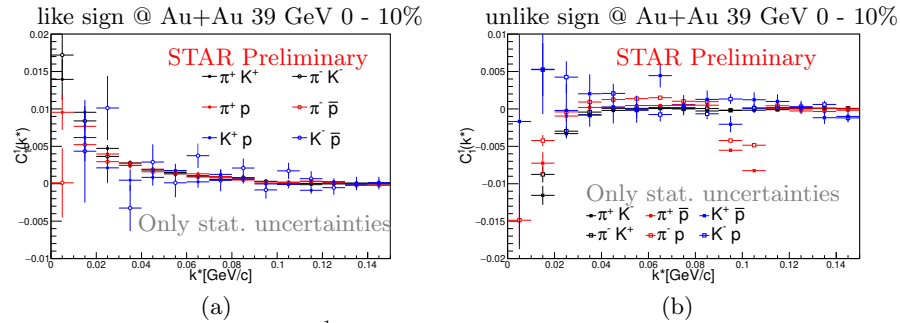 like sign @ Au+Au 39 GeV 0 - 10%
STAR Preliminary
π⁺ K⁺ π⁻ K⁻
π⁺ p π⁻ p̅
K⁺ p K⁻ p̅
Only stat. uncertainties
C₁¹(k*)
0.02
0.015
0.01
0.005
0
−0.005
−0.01
0 0.02 0.04 0.06 0.08 0.1 0.12 0.14
k*[GeV/c]
(a)
unlike sign @ Au+Au 39 GeV 0 - 10%
STAR Preliminary
C₁¹(k*)
0.01
0.005
0
−0.005
−0.01
−0.015
−0.02
Only stat. uncertainties
π⁺ K⁻ π⁺ p̅ K⁺ p̅
π⁻ K⁺ π⁻ p K⁻ p
0 0.02 0.04 0.06 0.08 0.1 0.12 0.14
k*[GeV/c]
(b)